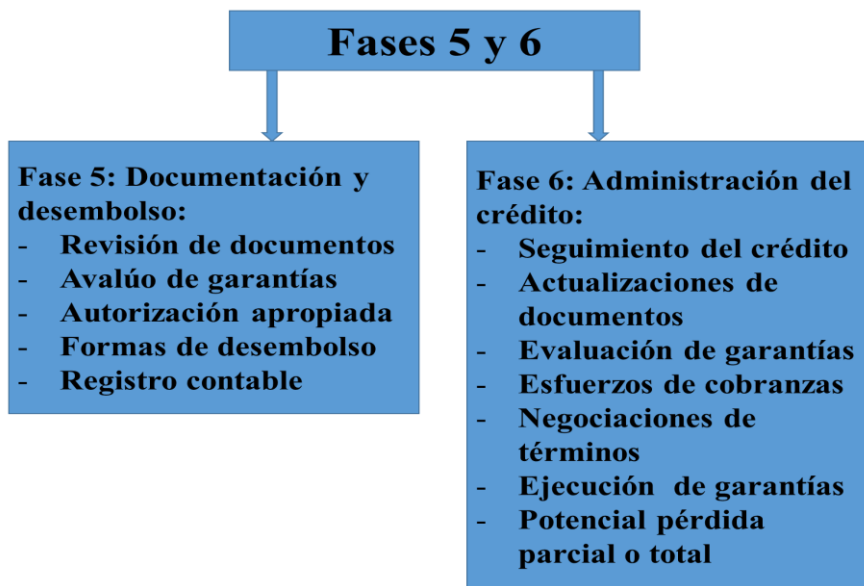 Fases 5 y 6
Fase 5: Documentación y
desembolso:
- Revisión de documentos
- Avalúo de garantías
- Autorización apropiada
- Formas de desembolso
- Registro contable
Fase 6: Administración del
crédito:
- Seguimiento del crédito
- Actualizaciones de
documentos
- Evaluación de garantías
- Esfuerzos de cobranzas
- Negociaciones de
términos
- Ejecución de garantías
- Potencial pérdida
parcial o total